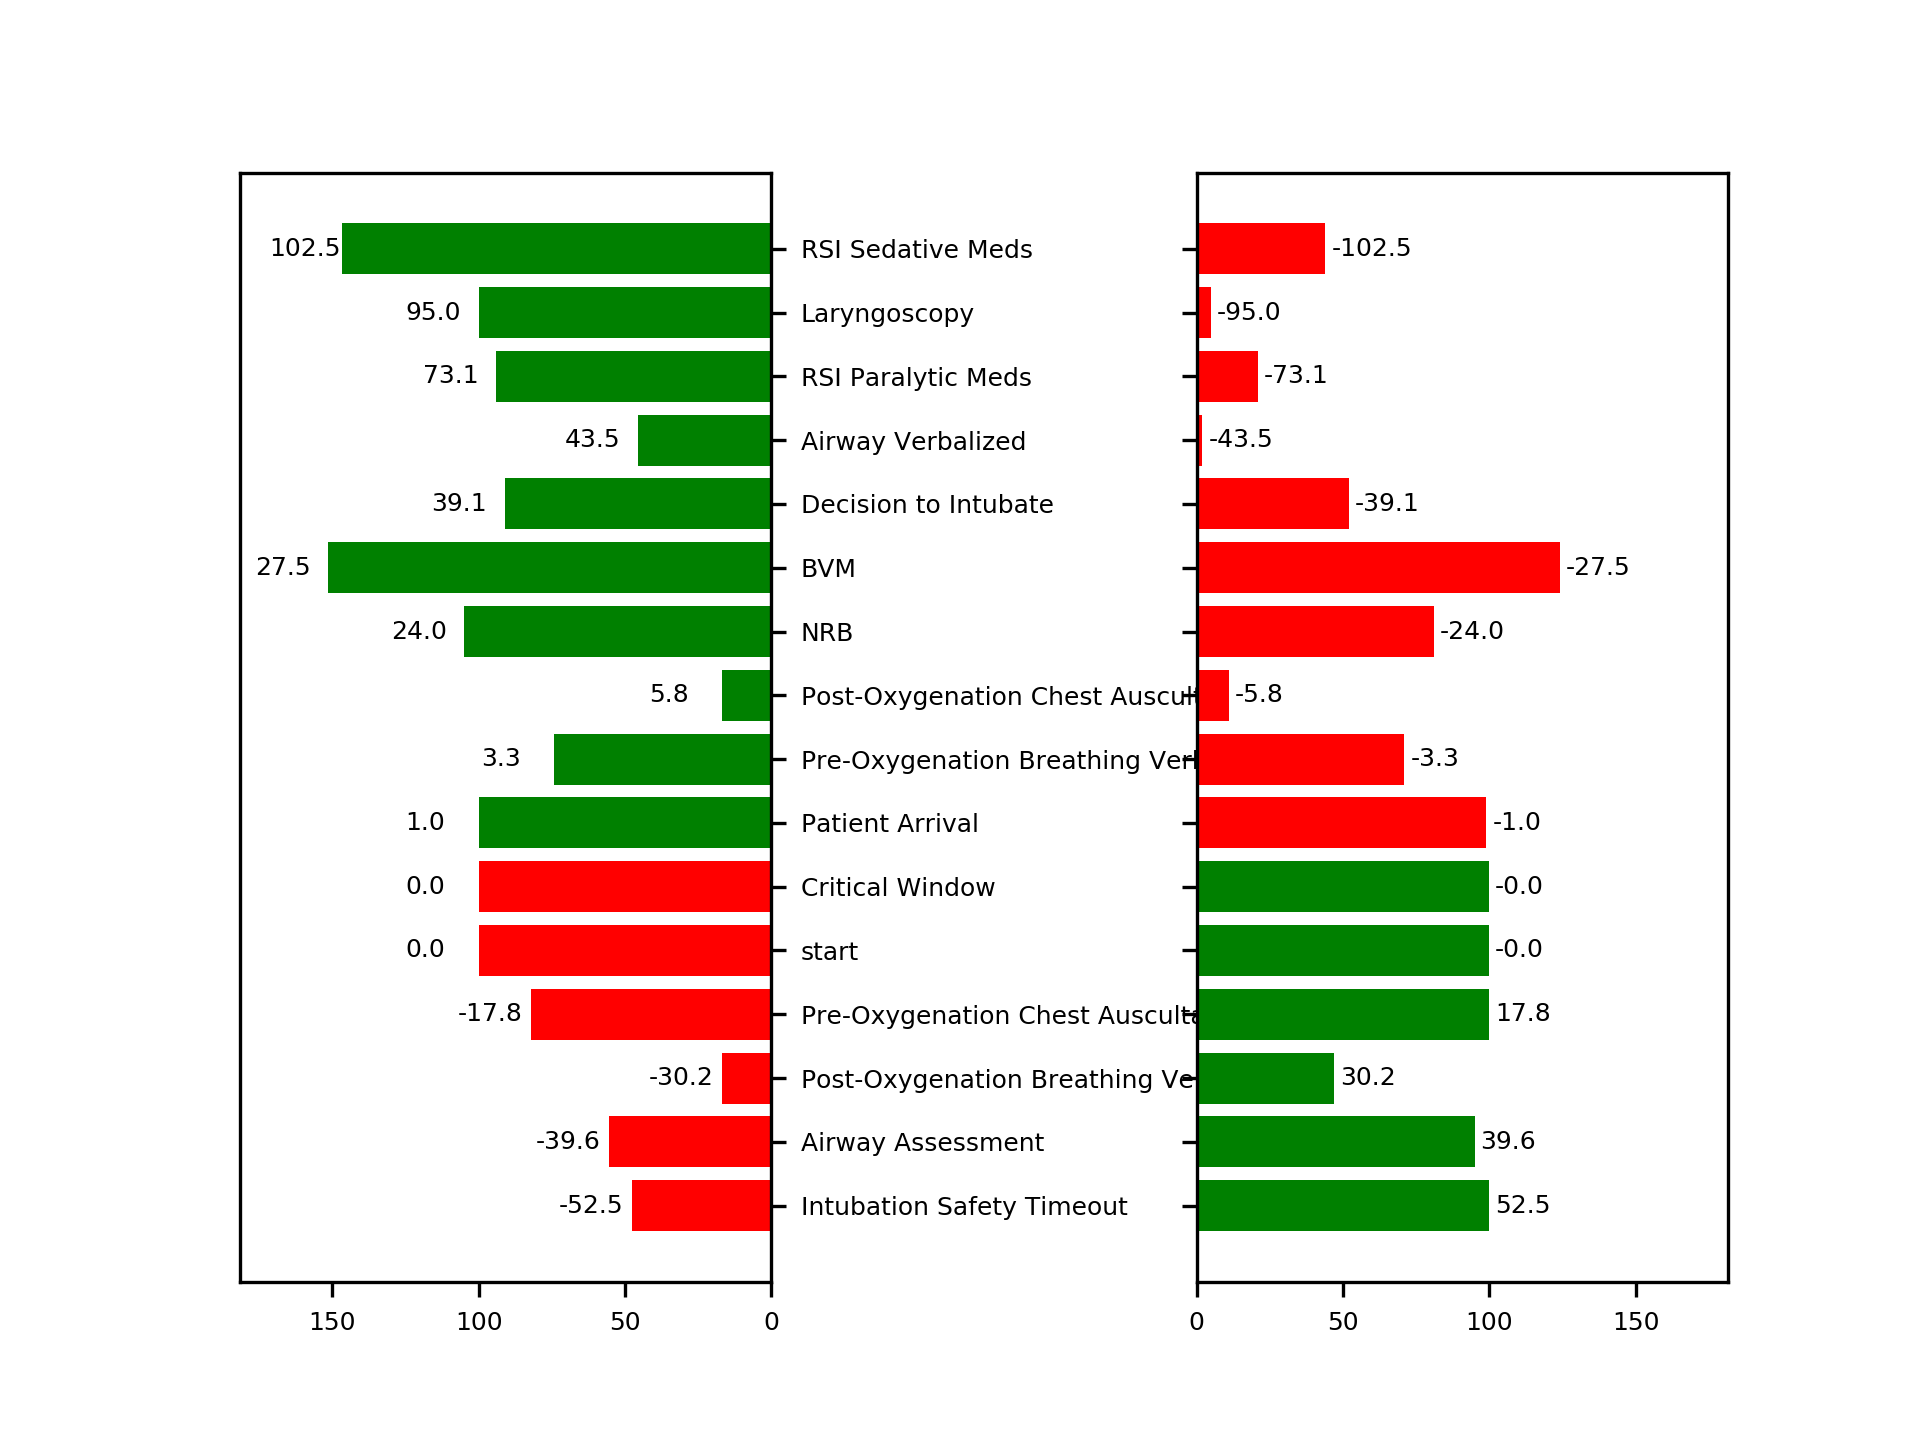 102.5 RSI Sedative Meds -102.5
95.0 Laryngoscopy -95.0
73.1 RSI Paralytic Meds -73.1
43.5 Airway Verbalized -43.5
39.1 Decision to Intubate -39.1
27.5 BVM -27.5
24.0 NRB -24.0
5.8 Post-Oxygenation Chest -5.8
3.3 Pre-Oxygenation Breathing -3.3
1.0 Patient Arrival -1.0
0.0 Critical Window -0.0
0.0 start -0.0
-17.8 Pre-Oxygenation Chest 17.8
-30.2 Post-Oxygenation Breathing 30.2
-39.6 Airway Assessment 39.6
-52.5 Intubation Safety Timeout 52.5
150 100 50 0 0 50 100 150